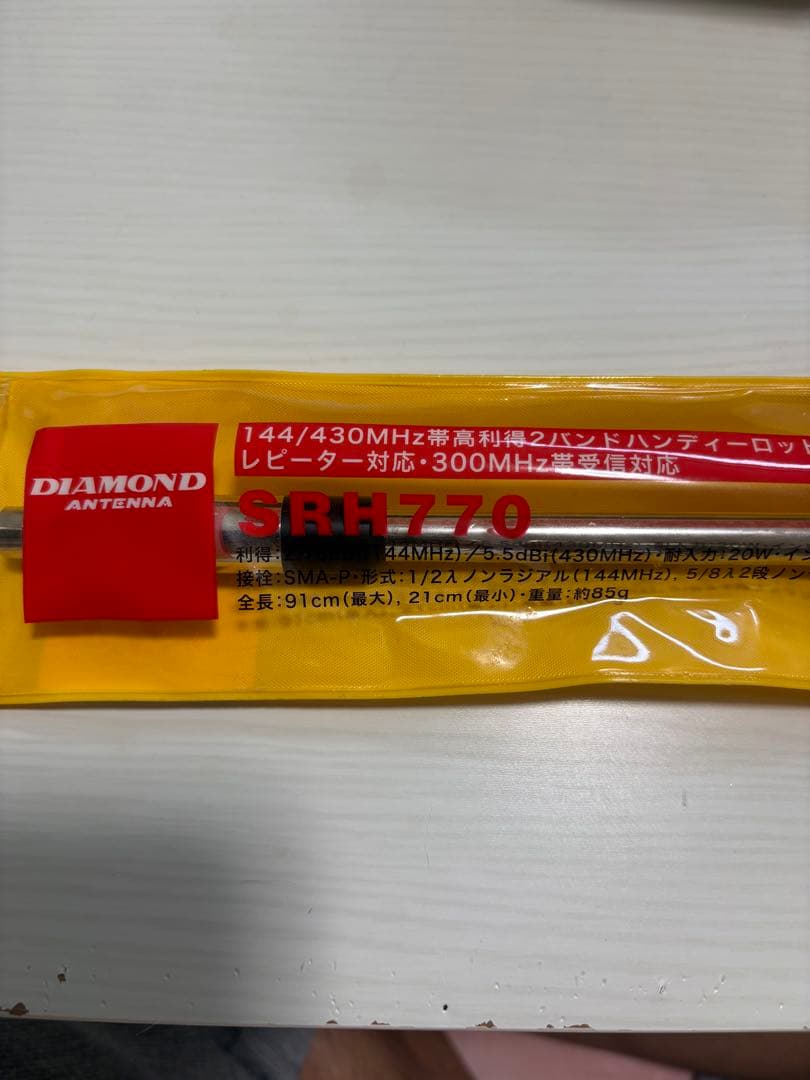 144/430MHz帯高利得2バンドハンディーロッド
レピーター対応・300MHz帯受信対応
DIAMOND
ANTENNA
SRH770
利得: (144MHz)/5.5dBi(430MHz)・耐入力:20W・イン
接栓:SMA-P・形式:1/2λノンラジアル(144MHz), 5/8λ2段ノン
全長:91cm(最大), 21cm(最小)・重量:約85g